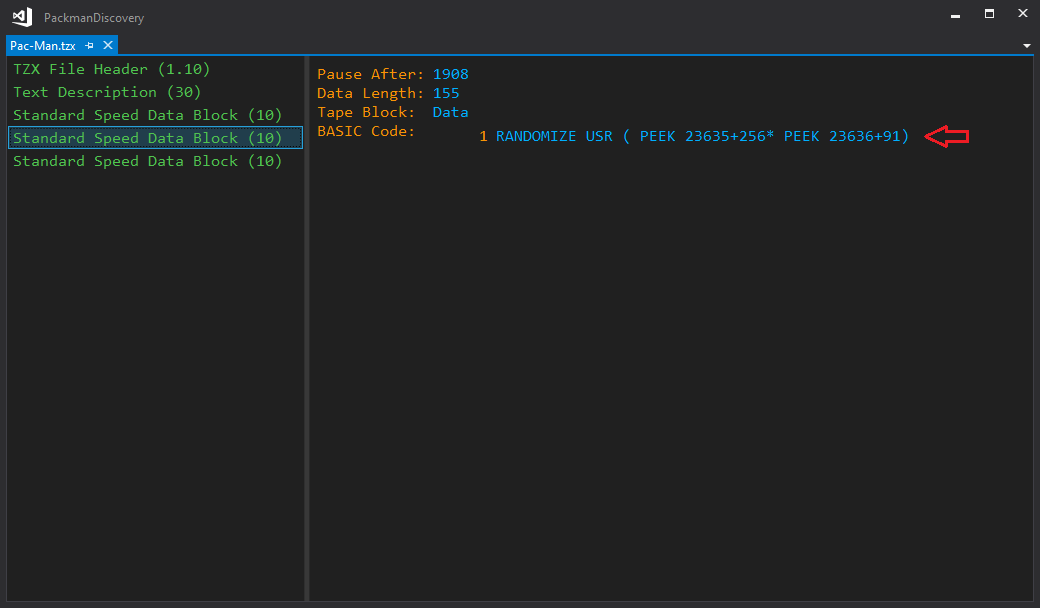 PackmanDiscovery
Pac-Man.tzx
TZX File Header (1.10)
Text Description (30)
Standard Speed Data Block (10)
Standard Speed Data Block (10)
Standard Speed Data Block (10)
Pause After: 1908
Data Length: 155
Tape Block: Data
BASIC Code:
1 RANDOMIZE USR ( PEEK 23635+256* PEEK 23636+91)